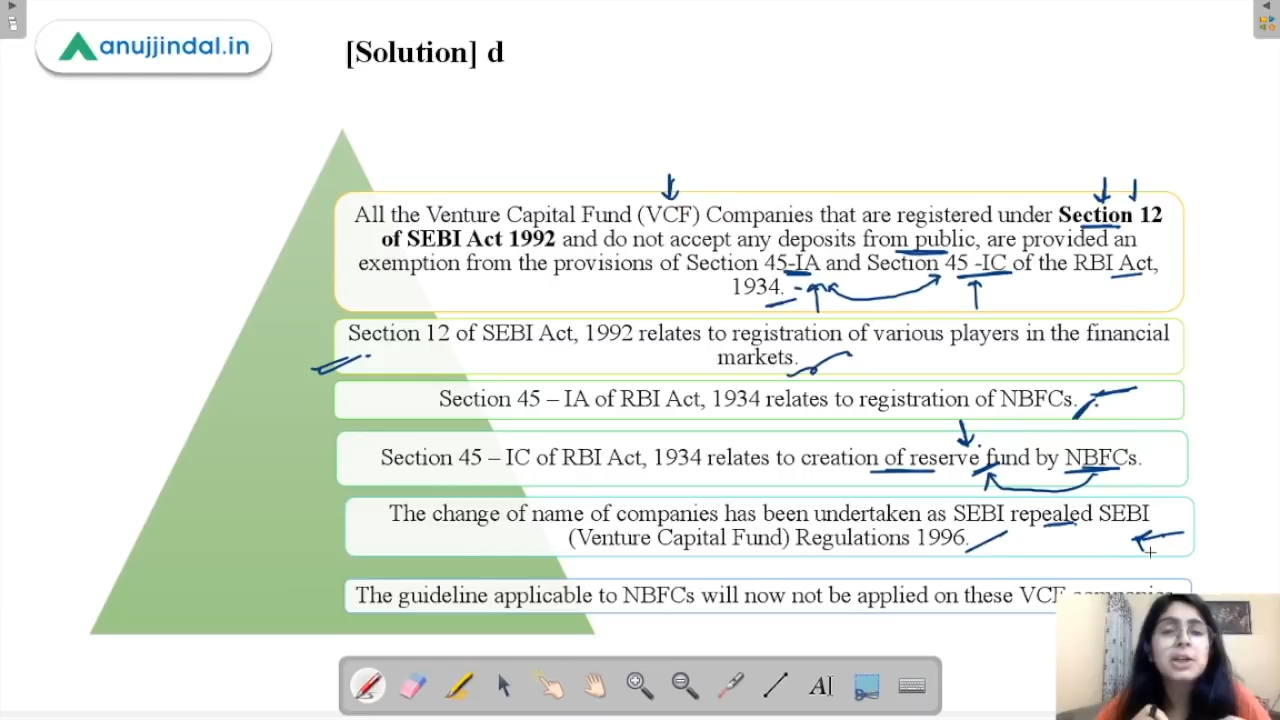 anujjindal.in
[Solution] d
All the Venture Capital Fund (VCF) Companies that are registered under Section 12
of SEBI Act 1992 and do not accept any deposits from public, are provided an
exemption from the provisions of Section 45-IA and Section 45 -IC of the RBI Act,
1934.
Section 12 of SEBI Act, 1992 relates to registration of various players in the financial
markets.
Section 45 – IA of RBI Act, 1934 relates to registration of NBFCs.
Section 45 – IC of RBI Act, 1934 relates to creation of reserve fund by NBFCs.
The change of name of companies has been undertaken as SEBI repealed SEBI
(Venture Capital Fund) Regulations 1996.
The guideline applicable to NBFCs will now not be applied on these VCF companies
A